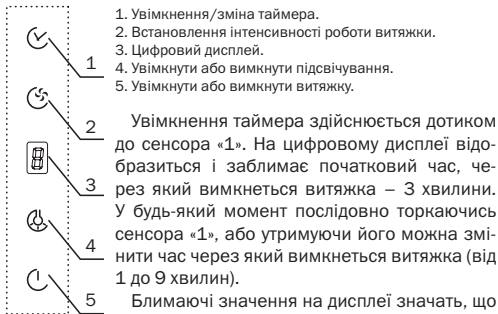 1. Увімкнення/зміна таймера.
2. Встановлення інтенсивності роботи витяжки.
3. Цифровий дисплей.
4. Увімкнути або вимкнути підсвічування.
5. Увімкнути або вимкнути витяжку.
1
2
8
3
4
5
Увімкнення таймера здійснюється дотиком
до сенсора «1». На цифровому дисплеї відо-
бразиться і заблимає початковий час, че-
рез який вимкнеться витяжка – 3 хвилини.
У будь-який момент послідовно торкаючись
сенсора «1», або утримуючи його можна змі-
нити час через який вимкнеться витяжка (від
1 до 9 хвилин).
Блимаючі значення на дисплеї значать, що